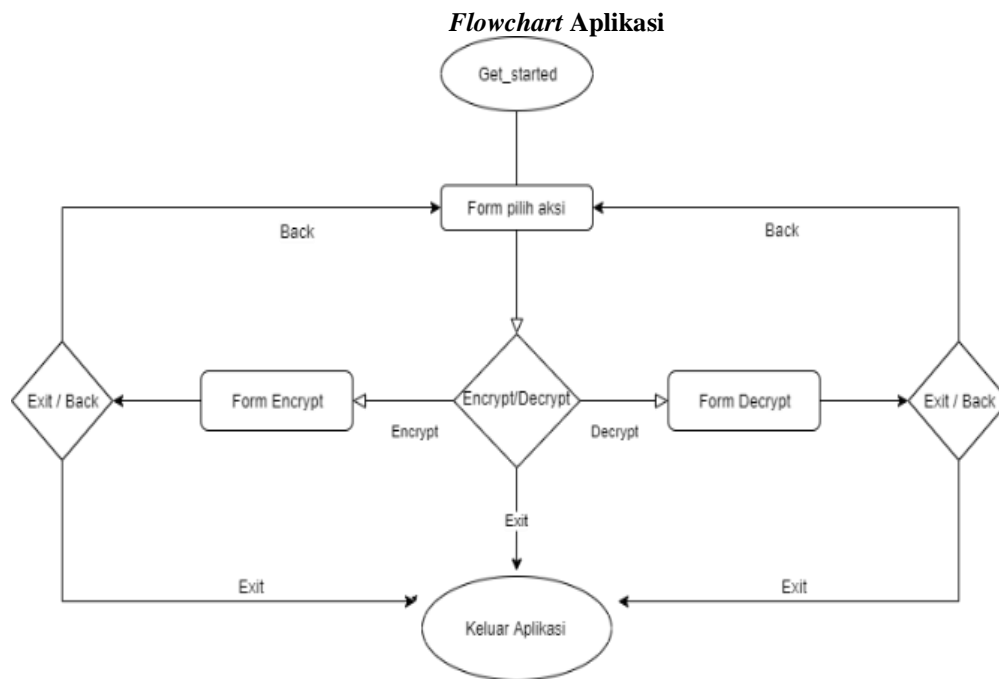 Flowchart Aplikasi
Get_started
Form pilih aksi
Back
Back
Exit / Back
Form Encrypt
Encrypt/Decrypt
Form Decrypt
Exit / Back
Encrypt
Decrypt
Exit
Exit
Exit
Keluar Aplikasi